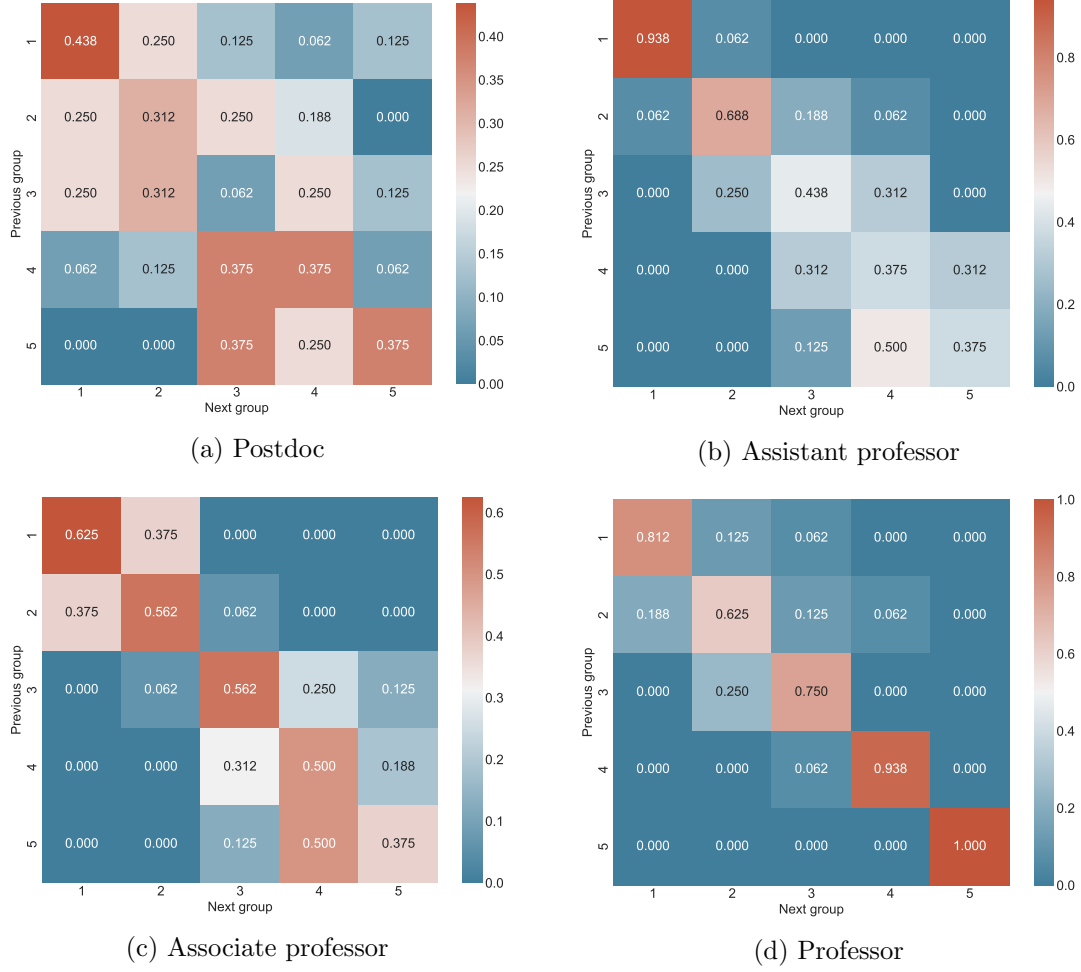 0.438 0.250 0.125 0.062 0.125
0.250 0.312 0.250 0.188 0.000
0.250 0.312 0.062 0.250 0.125
0.062 0.125 0.375 0.375 0.062
0.000 0.000 0.375 0.250 0.375
1 2 3 4 5
Next group
1
2
3
4
5
Previous group
0.40
0.35
0.30
0.25
0.20
0.15
0.10
0.05
0.00
(a) Postdoc
0.938 0.062 0.000 0.000 0.000
0.062 0.688 0.188 0.062 0.000
0.000 0.250 0.438 0.312 0.000
0.000 0.000 0.312 0.375 0.312
0.000 0.000 0.125 0.500 0.375
1 2 3 4 5
Next group
1
2
3
4
5
Previous group
0.8
0.6
0.4
0.2
0.0
(b) Assistant professor
0.625 0.375 0.000 0.000 0.000
0.375 0.562 0.062 0.000 0.000
0.000 0.062 0.562 0.250 0.125
0.000 0.000 0.312 0.500 0.188
0.000 0.000 0.125 0.500 0.375
1 2 3 4 5
Next group
1
2
3
4
5
Previous group
0.6
0.5
0.4
0.3
0.2
0.1
0.0
(c) Associate professor
0.812 0.125 0.062 0.000 0.000
0.188 0.625 0.125 0.062 0.000
0.000 0.250 0.750 0.000 0.000
0.000 0.000 0.062 0.938 0.000
0.000 0.000 0.000 0.000 1.000
1 2 3 4 5
Next group
1
2
3
4
5
Previous group
1.0
0.8
0.6
0.4
0.2
0.0
(d) Professor